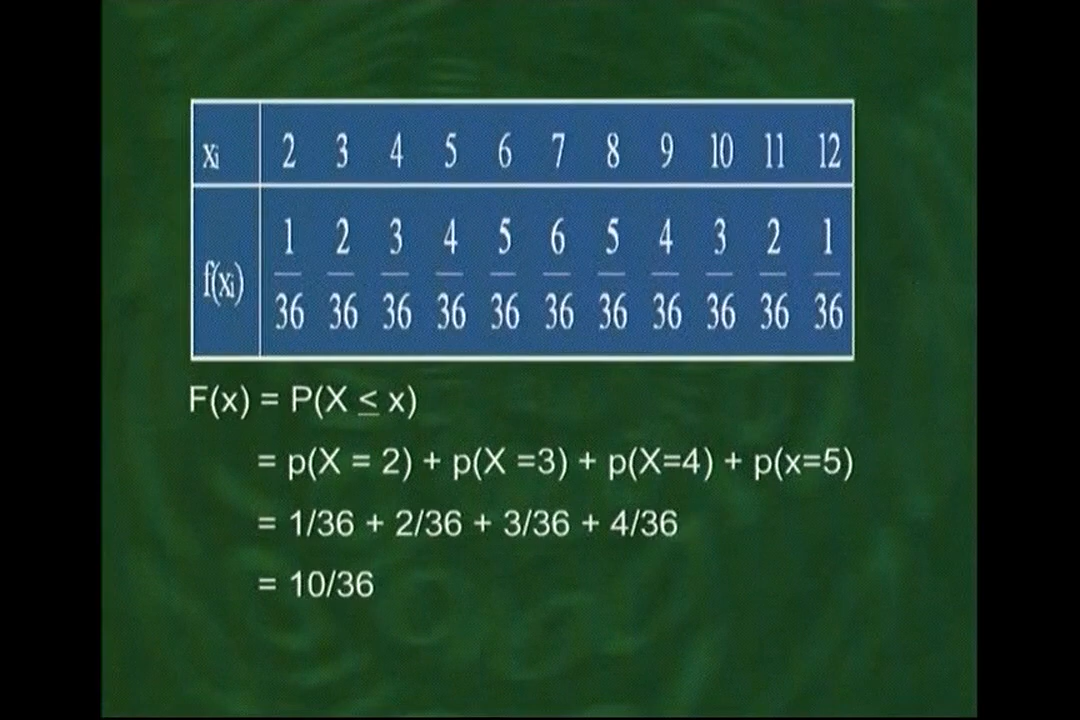 xi 2 3 4 5 6 7 8 9 10 11 12
f(xi) 1/36 2/36 3/36 4/36 5/36 6/36 5/36 4/36 3/36 2/36 1/36
F(x) = P(X ≤ x)
= p(X = 2) + p(X =3) + p(X=4) + p(x=5)
= 1/36 + 2/36 + 3/36 + 4/36
= 10/36